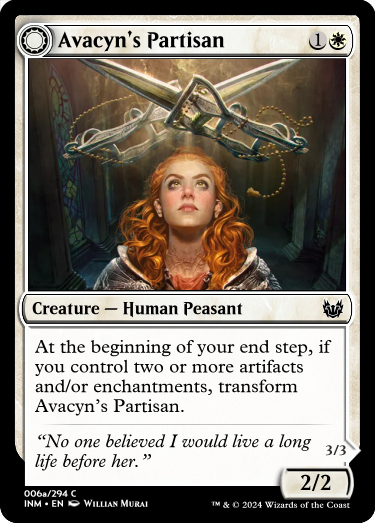 Avacyn's Partisan 1
Creature — Human Peasant
At the beginning of your end step, if
you control two or more artifacts
and/or enchantments, transform
Avacyn's Partisan.
“No one believed I would live a long
life before her.”
3/3
2/2
006a/294 C
INM • EN Willian Murai
™ & © 2024 Wizards of the Coast